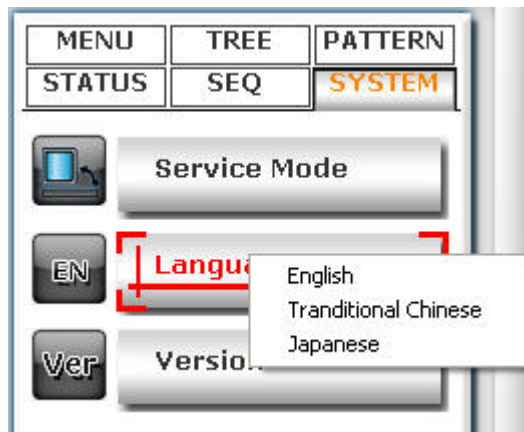 MENU TREE PATTERN
STATUS SEQ SYSTEM
Service Mode
EN
English
Tranditional Chinese
Japanese
Ver